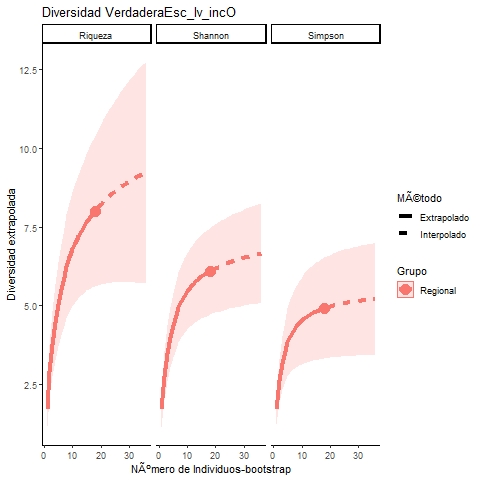 Diversidad VerdaderaEsc_lv_incO
Riqueza
Shannon
Simpson
Diversidad extrapolada
12.5
10.0
7.5
5.0
2.5
0 10 20 30
0 10 20 30
0 10 20 30
NÃºmero de Individuos-bootstrap
MÃ©todo
Extrapolado
Interpolado
Grupo
Regional